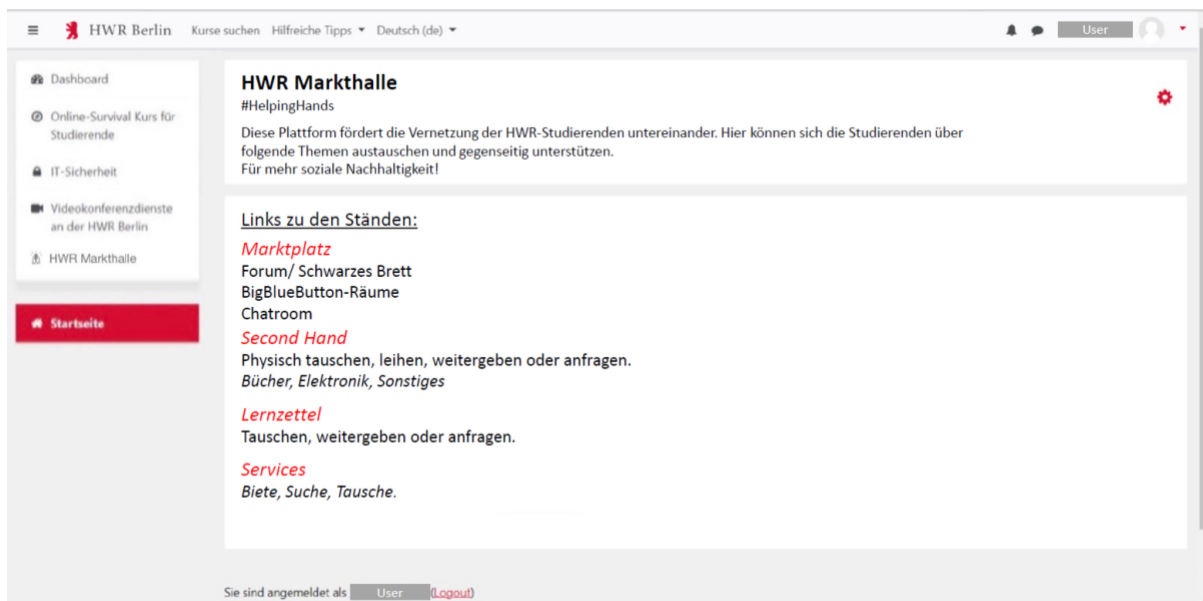 HWR Berlin Kurse suchen Hilfreiche Tipps Deutsch (de) User
Dashboard
Online-Survival Kurs für
Studierende
IT-Sicherheit
Videokonferenzdienste
an der HWR Berlin
HWR Markthalle
Startseite
HWR Markthalle
#HelpingHands
Diese Plattform fördert die Vernetzung der HWR-Studierenden untereinander. Hier können sich die Studierenden über
folgende Themen austauschen und gegenseitig unterstützen.
Für mehr soziale Nachhaltigkeit!
Links zu den Ständen:
Marktplatz
Forum/ Schwarzes Brett
BigBlueButton-Räume
Chatroom
Second Hand
Physisch tauschen, leihen, weitergeben oder anfragen.
Bücher, Elektronik, Sonstiges
Lernzettel
Tauschen, weitergeben oder anfragen.
Services
Biete, Suche, Tausche.
Sie sind angemeldet als User (Logout)